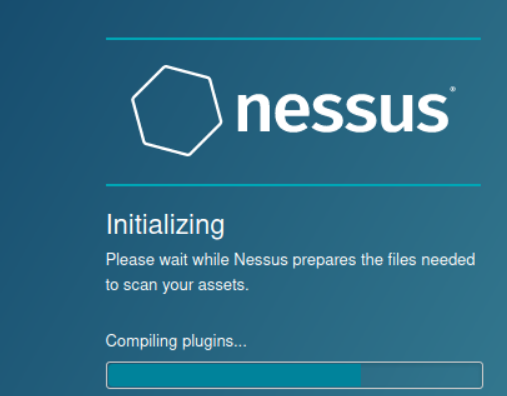 nessus®
Initializing
Please wait while Nessus prepares the files needed
to scan your assets.
Compiling plugins...